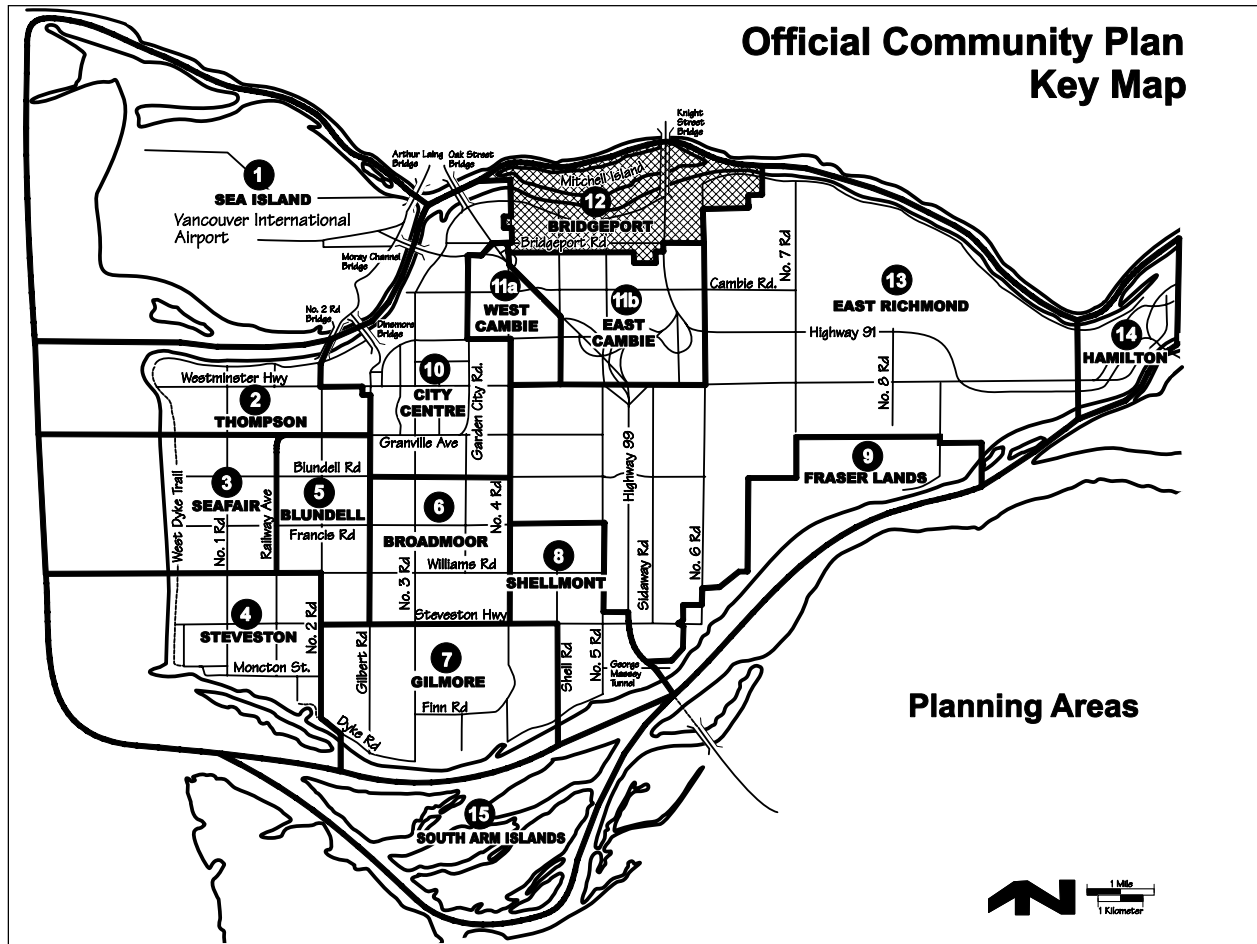 Official Community Plan
Key Map
Knight
Street
Bridge
Arthur Laing
Bridge
Oak Street
Bridge
1
SEA ISLAND
Vancouver International
Airport
Mitchell Island
12
BRIDGEPORT
Bridgeport Rd
Moray Channel
Bridge
No. 2 Rd
Bridge
Dinsmore
Bridge
11a
WEST
CAMBIE
11b
EAST
CAMBIE
Cambie Rd.
No. 7 Rd
13
EAST RICHMOND
Highway 91
14
HAMILTON
Westminster Hwy
2
THOMPSON
10
CITY
CENTRE
Garden City Rd.
No. 8 Rd
Granville Ave
Highway 99
9
FRASER LANDS
West Dyke Trail
3
SEAFAIR
No. 1 Rd
Railway Ave
Blundell Rd
5
BLUNDELL
Francis Rd
6
BROADMOOR
No. 4 Rd
Williams Rd
No. 3 Rd
8
SHELLMONT
Sidaway Rd
No. 6 Rd
Steveston Hwy
4
STEVESTON
No. 2 Rd
Moncton St.
Gilbert Rd
7
GILMORE
Finn Rd
Shell Rd
No. 5 Rd
George
Massey
Tunnel
Dyke Rd
Planning Areas
15
SOUTH ARM ISLANDS
N
1 Mile
1 Kilometer